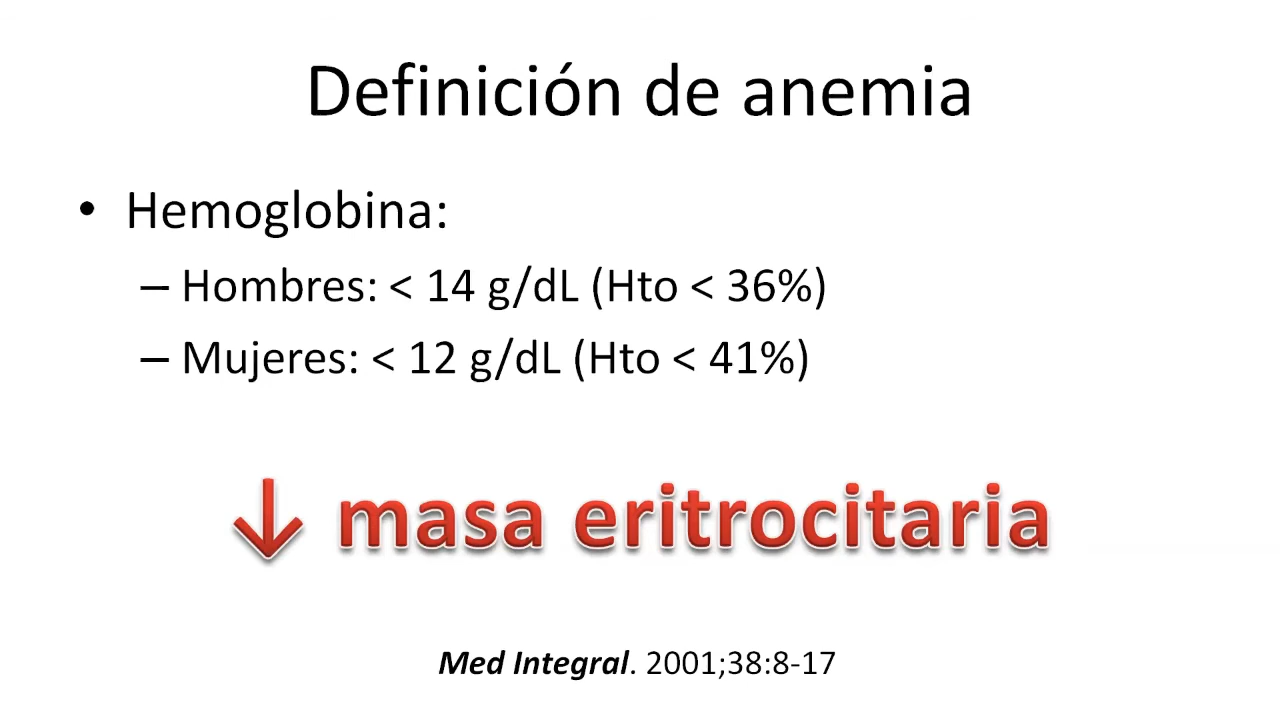 Definición de anemia
• Hemoglobina:
– Hombres: < 14 g/dL (Hto < 36%)
– Mujeres: < 12 g/dL (Hto < 41%)
↓ masa eritrocitaria
Med Integral. 2001;38:8-17